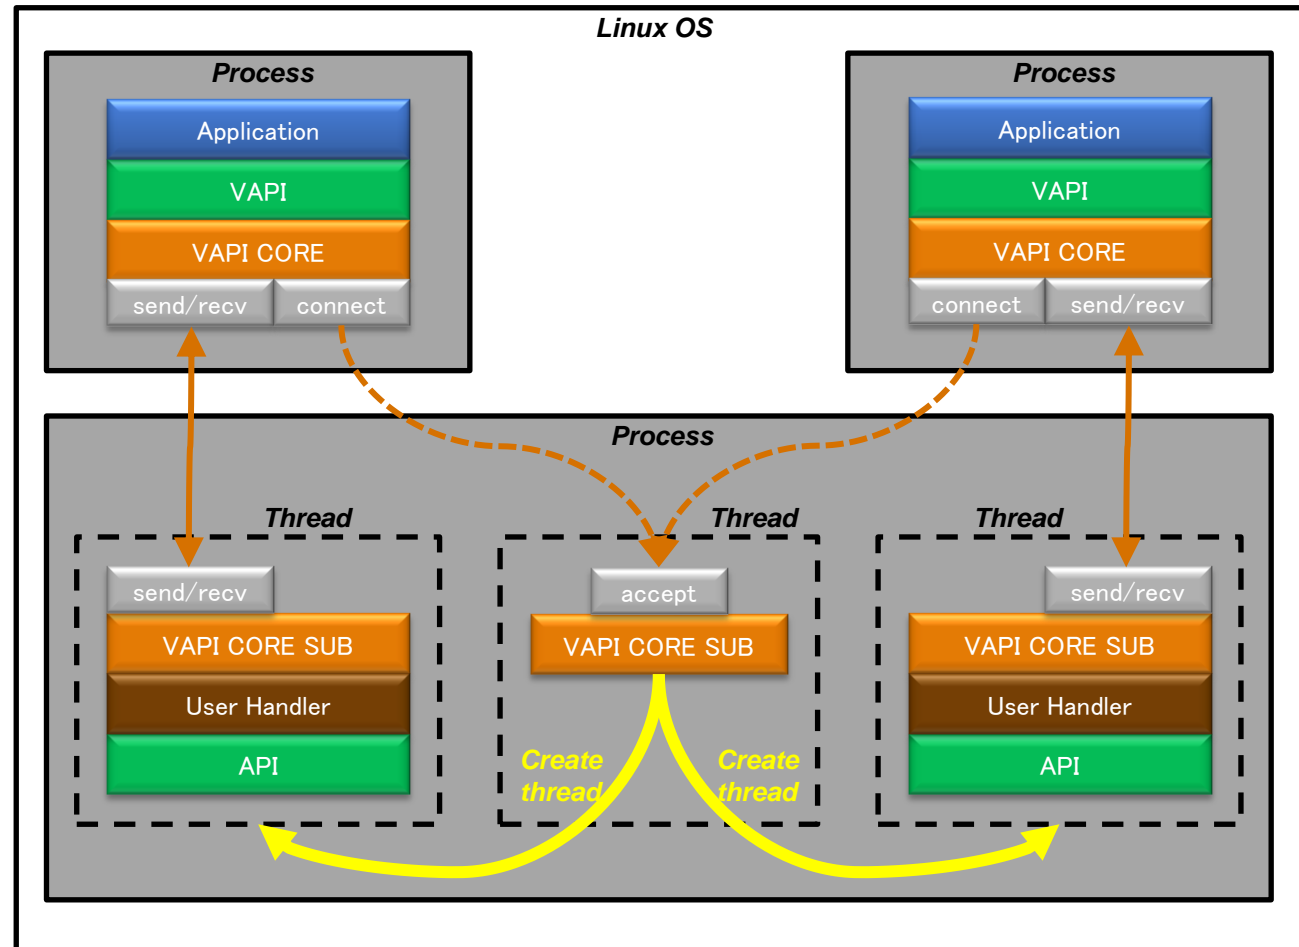 Linux OS
Process
Application
VAPI
VAPI CORE
send/recv connect
Process
Application
VAPI
VAPI CORE
connect send/recv
Process
Thread
send/recv
VAPI CORE SUB
User Handler
API
Thread
accept
VAPI CORE SUB
Create
thread
Create
thread
Thread
send/recv
VAPI CORE SUB
User Handler
API